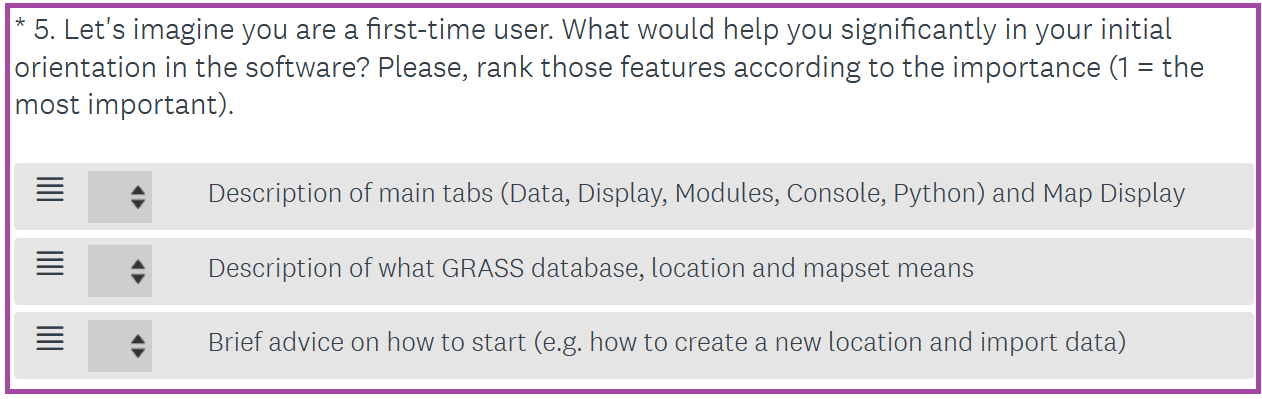 * 5. Let's imagine you are a first-time user. What would help you significantly in your initial
orientation in the software? Please, rank those features according to the importance (1 = the
most important).
Description of main tabs (Data, Display, Modules, Console, Python) and Map Display
Description of what GRASS database, location and mapset means
Brief advice on how to start (e.g. how to create a new location and import data)